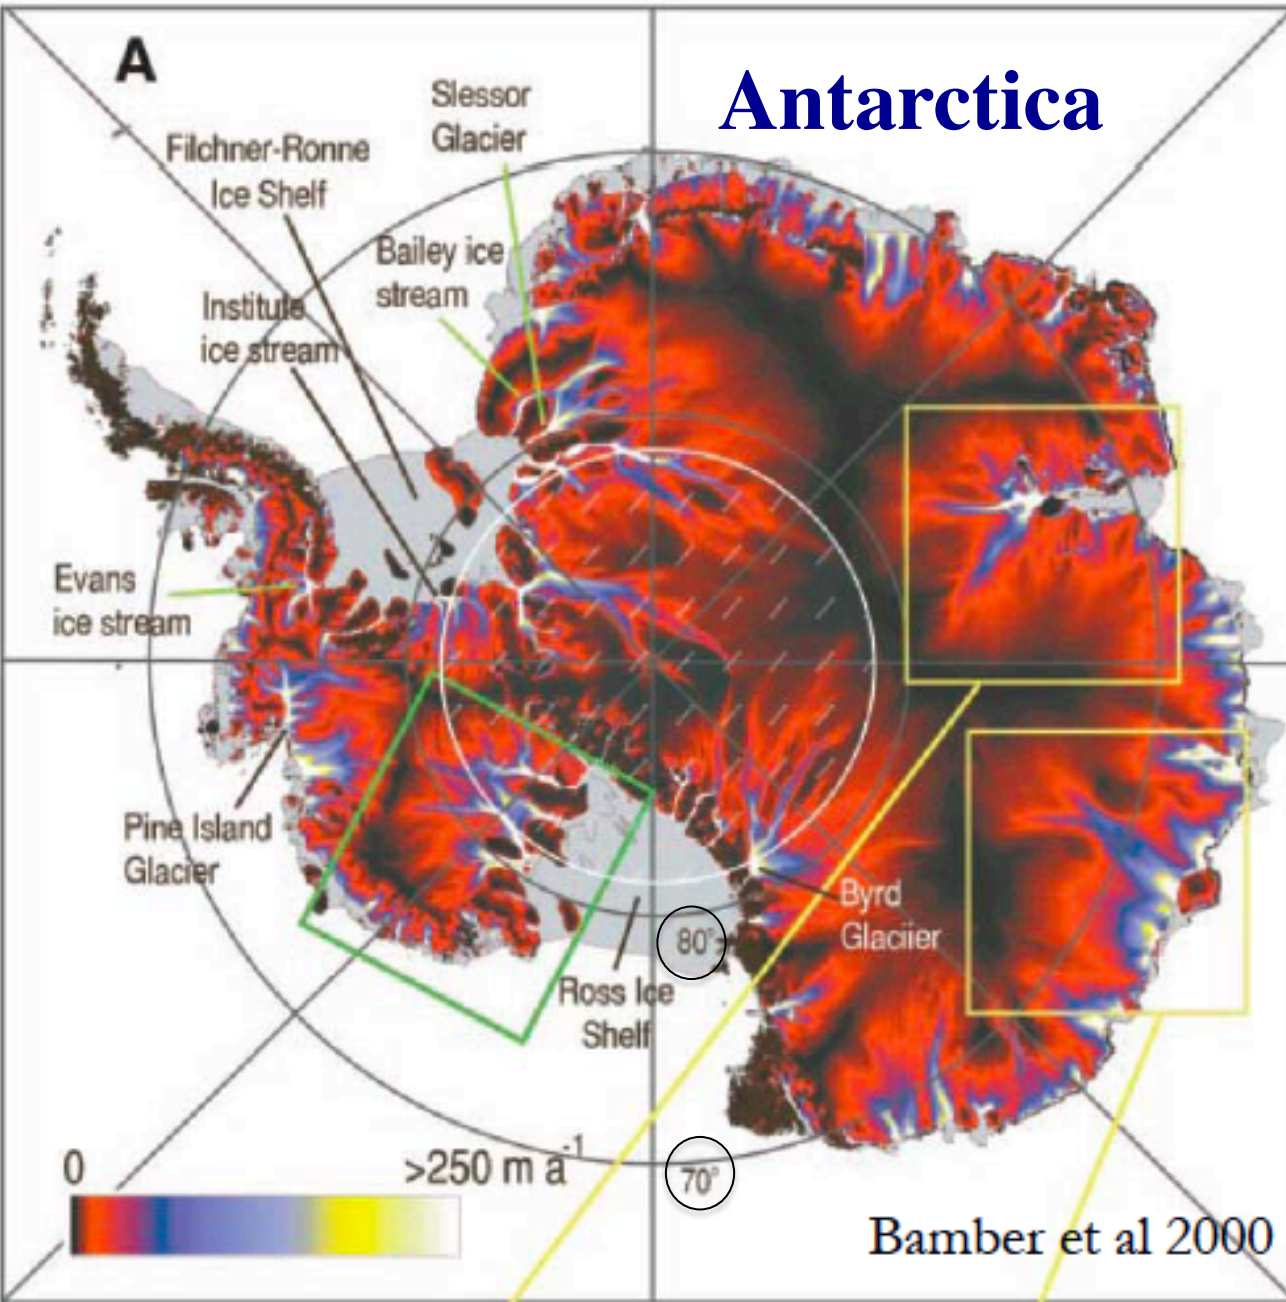 A
Antarctica
Slessor
Glacier
Filchner-Ronne
Ice Shelf
Bailey ice
stream
Institute
ice stream
Evans
ice stream
Pine Island
Glacier
Byrd
Glaciier
80°
Ross Ice
Shelf
70°
0
>250 m a-1
Bamber et al 2000